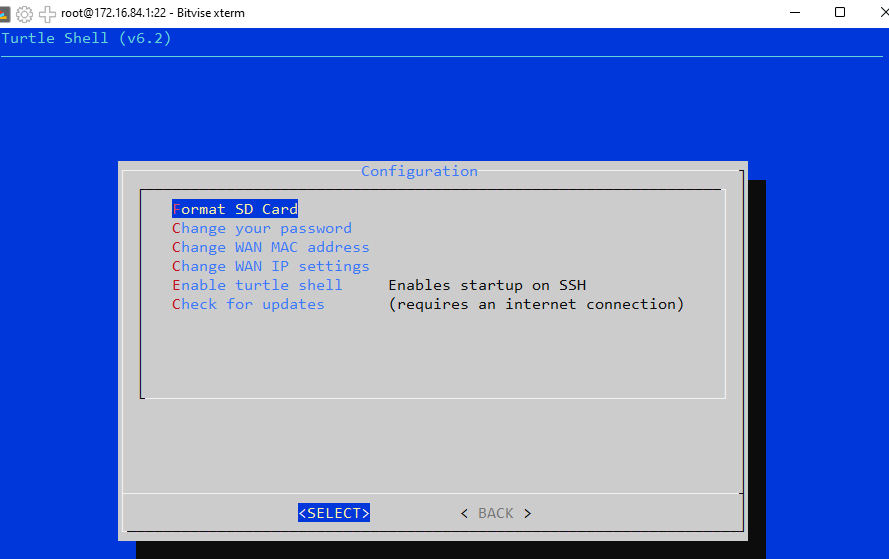 root@172.16.84.1:22 - Bitvise xterm
Turtle Shell (v6.2)
Configuration
Format SD Card
Change your password
Change WAN MAC address
Change WAN IP settings
Enable turtle shell Enables startup on SSH
Check for updates (requires an internet connection)
<SELECT> < BACK >